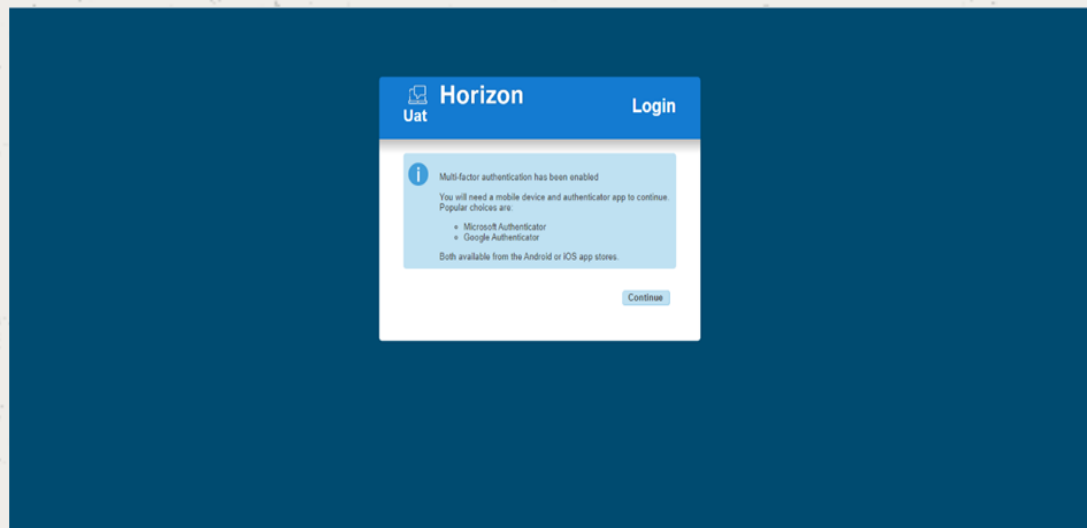 Horizon
Uat
Login
i
Multi-factor authentication has been enabled
You will need a mobile device and authenticator app to continue.
Popular choices are:
Microsoft Authenticator
Google Authenticator
Both available from the Android or iOS app stores.
Continue